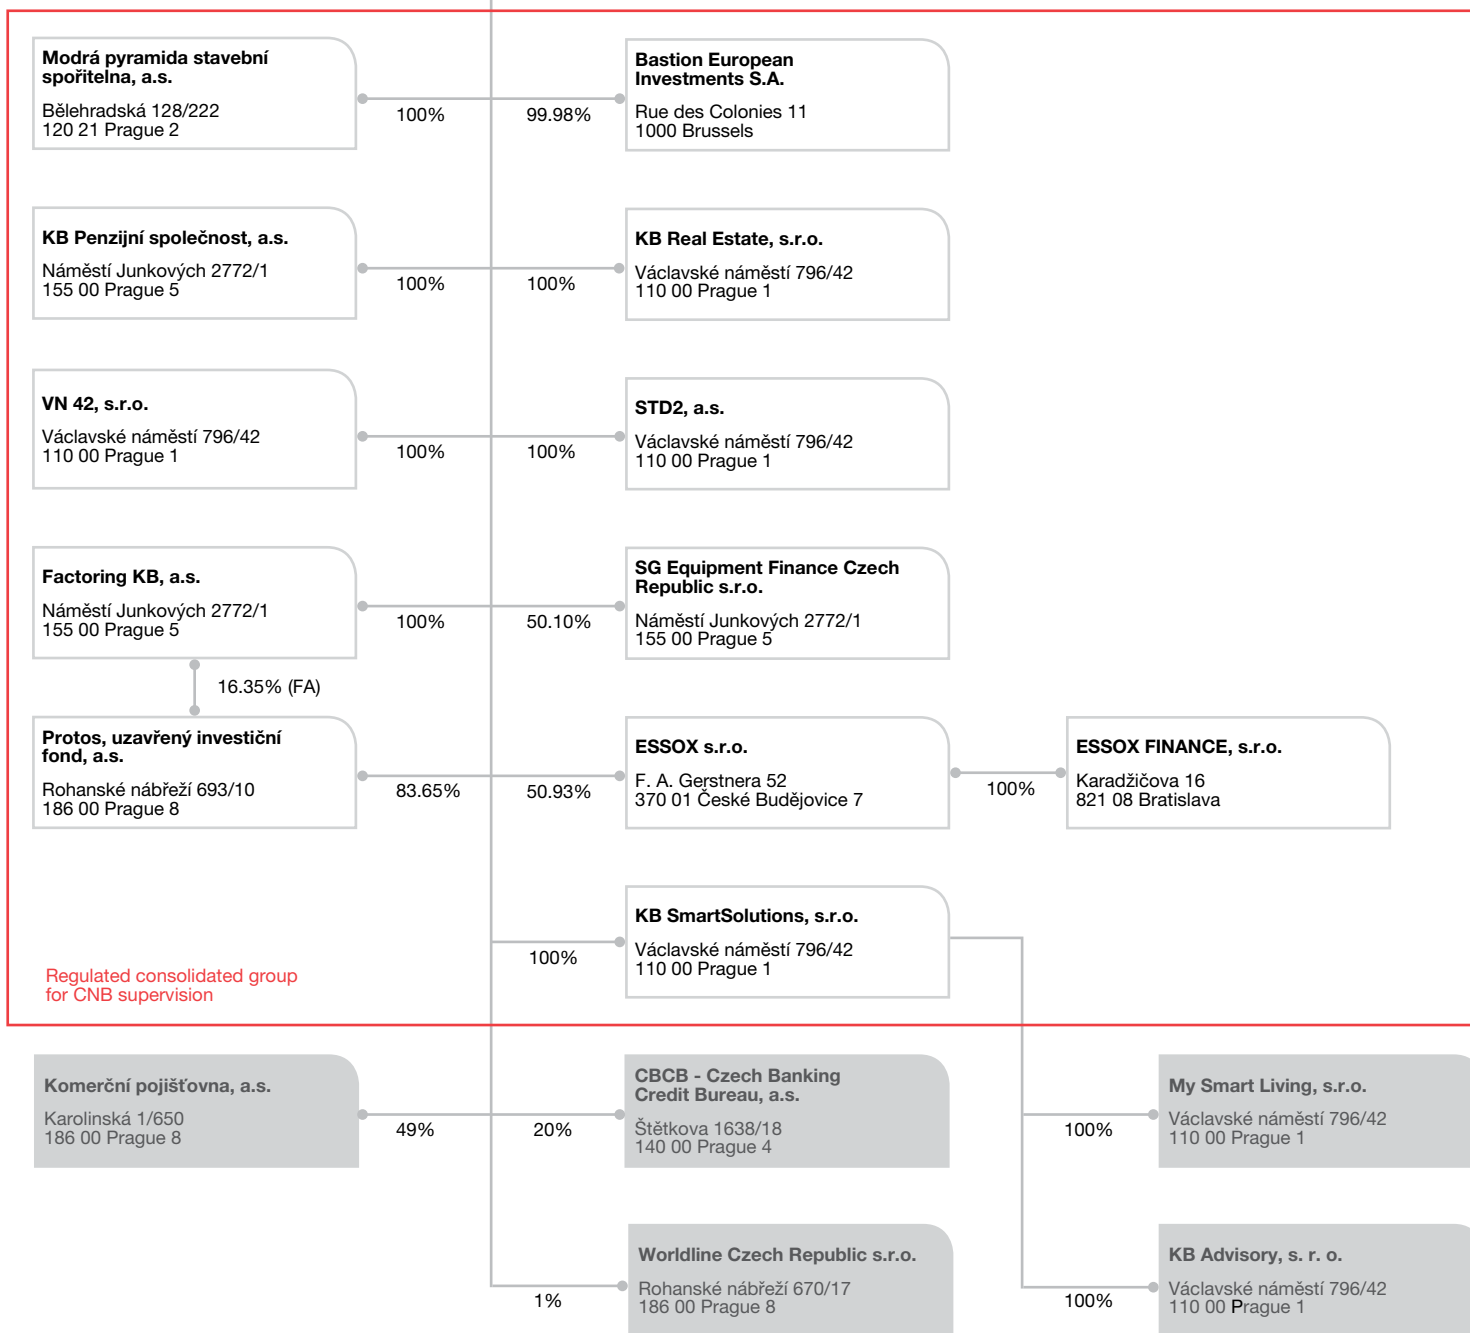 Modrá pyramida stavební
spořitelna, a.s.
Bělehradská 128/222
120 21 Prague 2
100%
99.98%
Bastion European
Investments S.A.
Rue des Colonies 11
1000 Brussels
KB Penzijní společnost, a.s.
Náměstí Junkových 2772/1
155 00 Prague 5
100%
100%
KB Real Estate, s.r.o.
Václavské náměstí 796/42
110 00 Prague 1
VN 42, s.r.o.
Václavské náměstí 796/42
110 00 Prague 1
100%
100%
STD2, a.s.
Václavské náměstí 796/42
110 00 Prague 1
Factoring KB, a.s.
Náměstí Junkových 2772/1
155 00 Prague 5
100%
50.10%
SG Equipment Finance Czech
Republic s.r.o.
Náměstí Junkových 2772/1
155 00 Prague 5
16.35% (FA)
Protos, uzavřený investiční
fond, a.s.
Rohanské nábřeží 693/10
186 00 Prague 8
83.65%
50.93%
ESSOX s.r.o.
F. A. Gerstnera 52
370 01 České Budějovice 7
100%
ESSOX FINANCE, s.r.o.
Karadžičova 16
821 08 Bratislava
100%
KB SmartSolutions, s.r.o.
Václavské náměstí 796/42
110 00 Prague 1
Regulated consolidated group
for CNB supervision
Komerční pojišťovna, a.s.
Karolinská 1/650
186 00 Prague 8
49%
20%
CBCB - Czech Banking
Credit Bureau, a.s.
Štětkova 1638/18
140 00 Prague 4
100%
My Smart Living, s.r.o.
Václavské náměstí 796/42
110 00 Prague 1
1%
Worldline Czech Republic s.r.o.
Rohanské nábřeží 670/17
186 00 Prague 8
100%
KB Advisory, s. r. o.
Václavské náměstí 796/42
110 00 Prague 1